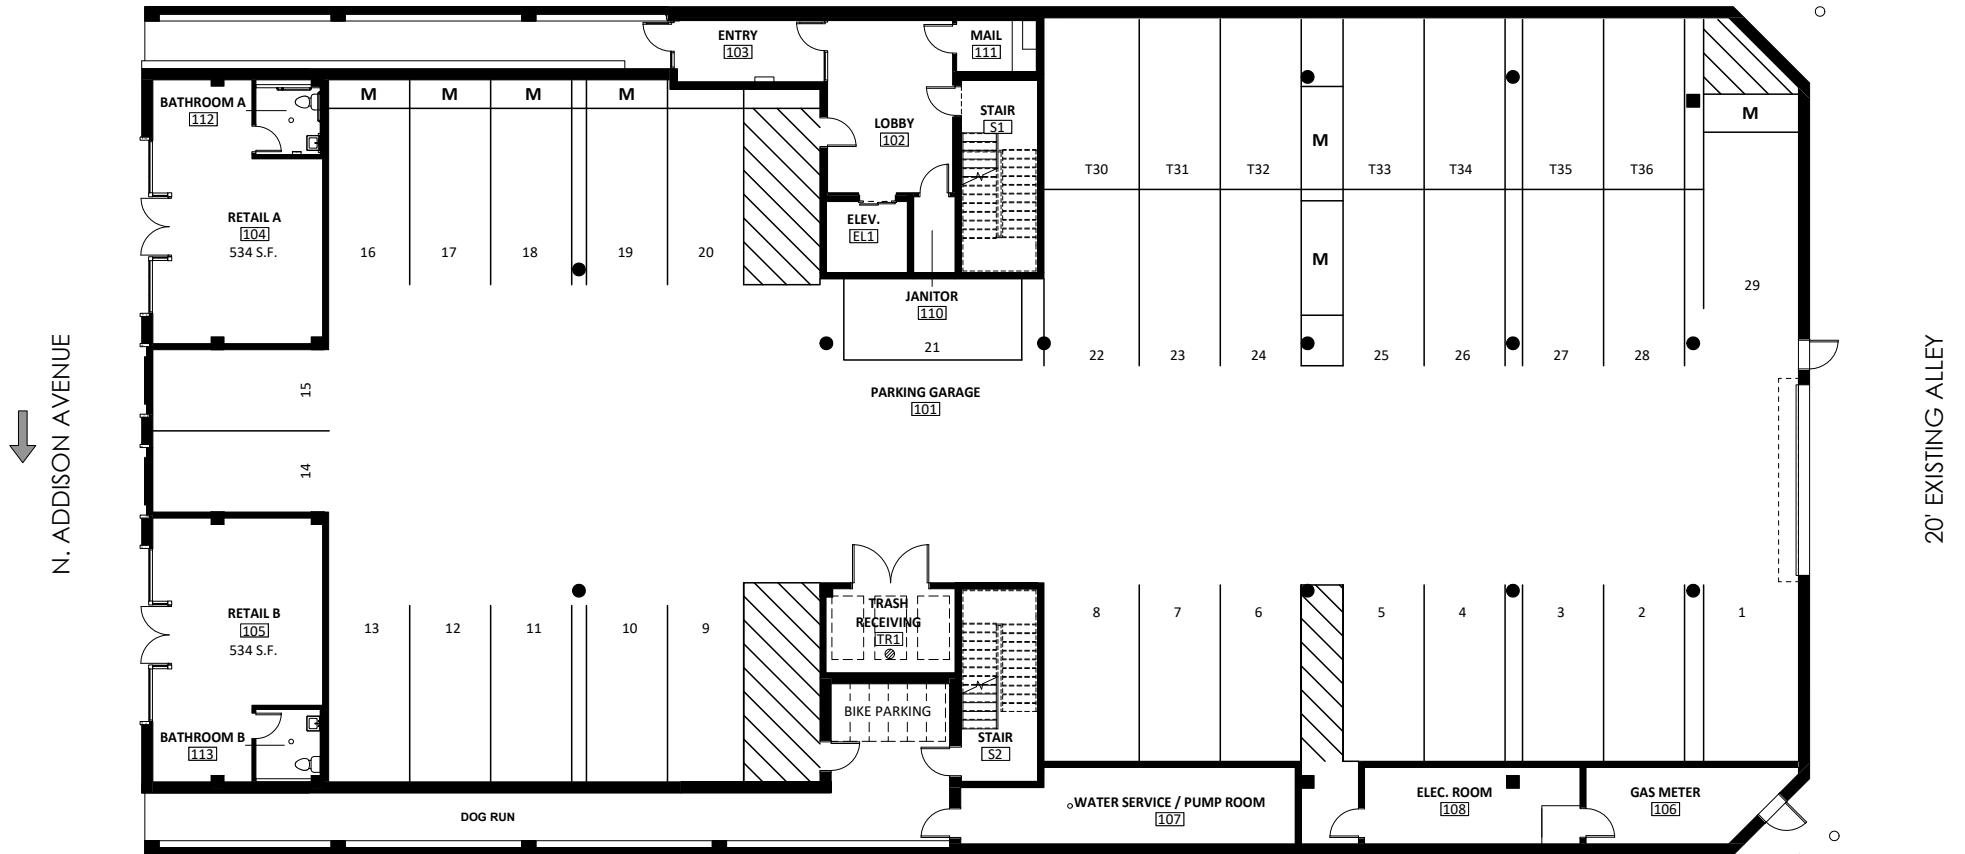 ENTRY
103
MAIL
111
BATHROOM A
112
M
M
M
M
LOBBY
102
STAIR
S1
M
M
T30
T31
T32
T33
T34
T35
T36
RETAIL A
104
534 S.F.
ELEV.
EL1
16
17
18
19
20
M
29
JANITOR
110
21
22
23
24
25
26
27
28
N. ADDISON AVENUE
20' EXISTING ALLEY
15
PARKING GARAGE
101
14
RETAIL B
105
534 S.F.
TRASH
RECEIVING
TR1
13
12
11
10
9
8
7
6
5
4
3
2
1
BIKE PARKING
BATHROOM B
113
STAIR
S2
DOG RUN
WATER SERVICE / PUMP ROOM
107
ELEC. ROOM
108
GAS METER
106